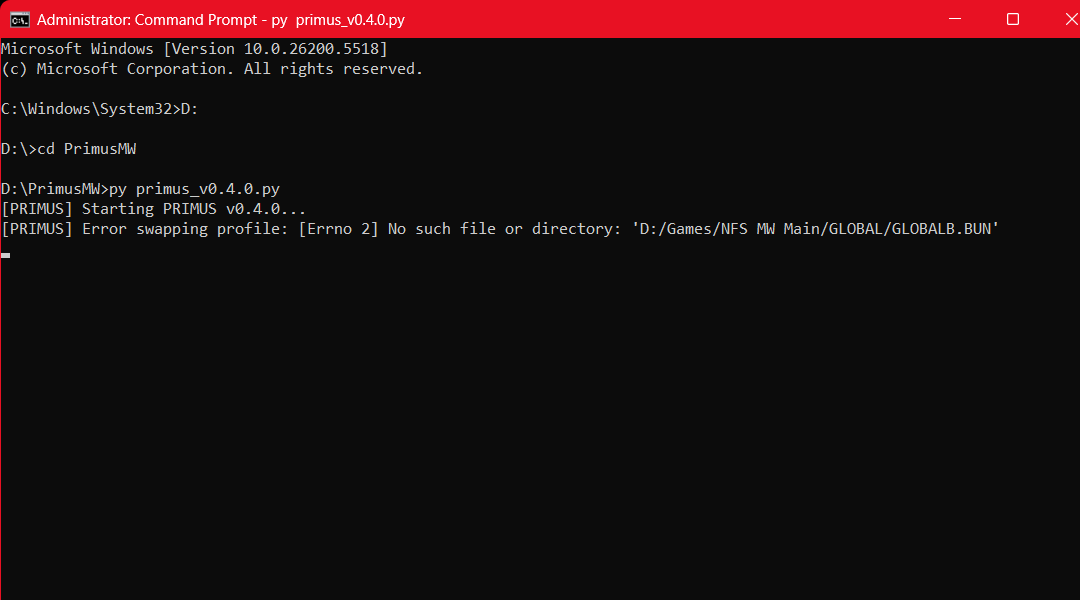 Administrator: Command Prompt - py  primus_v0.4.0.py
Microsoft Windows [Version 10.0.26200.5518]
(c) Microsoft Corporation. All rights reserved.
C:\Windows\System32>D:
D:\>cd PrimusMW
D:\PrimusMW>py primus_v0.4.0.py
[PRIMUS] Starting PRIMUS v0.4.0...
[PRIMUS] Error swapping profile: [Errno 2] No such file or directory: 'D:/Games/NFS MW Main/GLOBAL/GLOBALB.BUN'